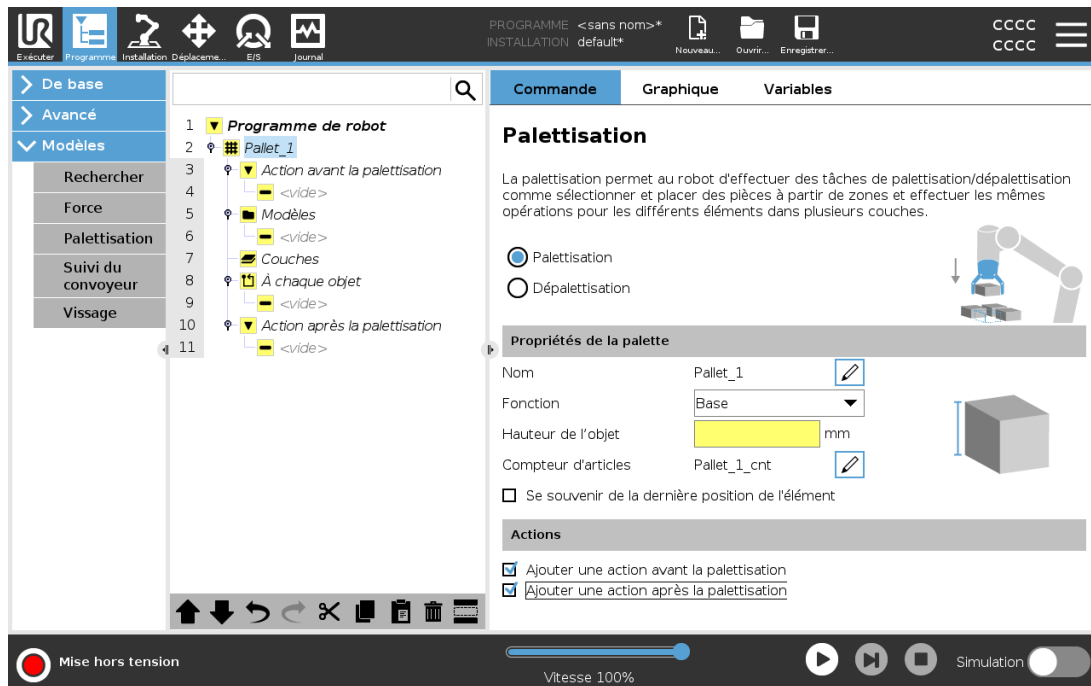 UR
Exécuter
Programme
Installation
Déplaceme...
E/S
Journal
PROGRAMME <sans nom>*
INSTALLATION default*
Nouveau...
Ouvrir...
Enregistrer...
CCCC
CCCC
De base
Avancé
Modèles
Rechercher
Force
Palettisation
Suivi du
convoyeur
Vissage
1 Programme de robot
2 Pallet_1
3 Action avant la palettisation
4 <vide>
5 Modèles
6 <vide>
7 Couches
8 À chaque objet
9 <vide>
10 Action après la palettisation
11 <vide>
Commande Graphique Variables
Palettisation
La palettisation permet au robot d'effectuer des tâches de palettisation/dépalettisation
comme sélectionner et placer des pièces à partir de zones et effectuer les mêmes
opérations pour les différents éléments dans plusieurs couches.
Palettisation
Dépalettisation
Propriétés de la palette
Nom Pallet_1
Fonction Base
Hauteur de l'objet mm
Compteur d'articles Pallet_1_cnt
Se souvenir de la dernière position de l'élément
Actions
Ajouter une action avant la palettisation
Ajouter une action après la palettisation
Mise hors tension
Vitesse 100%
Simulation